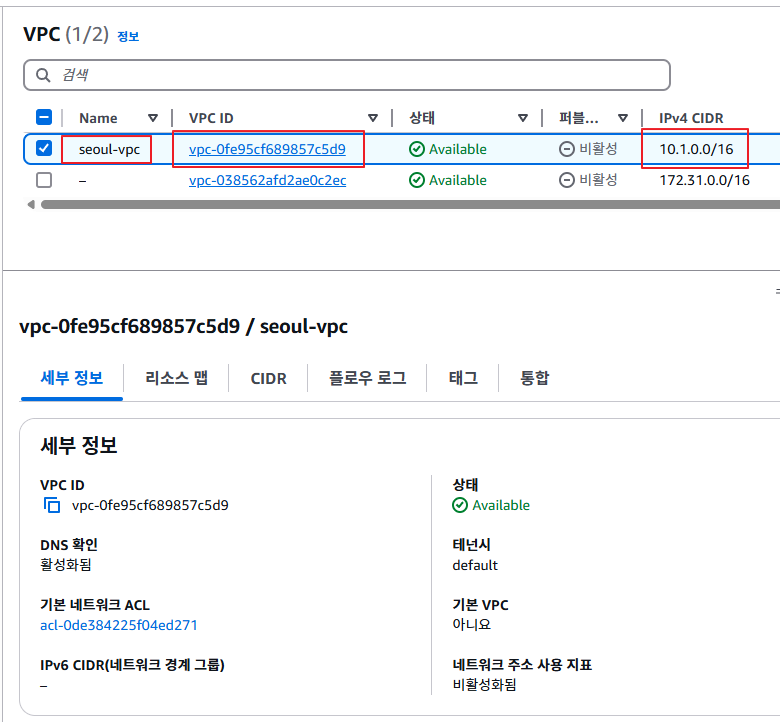 VPC (1/2) 정보
검색
Name VPC ID 상태 퍼블... IPv4 CIDR
seoul-vpc vpc-0fe95cf689857c5d9 Available 비활성 10.1.0.0/16
– vpc-038562afd2ae0c2ec Available 비활성 172.31.0.0/16
vpc-0fe95cf689857c5d9 / seoul-vpc
세부 정보 리소스 맵 CIDR 플로우 로그 태그 통합
세부 정보
VPC ID
vpc-0fe95cf689857c5d9
상태
Available
DNS 확인
활성화됨
테넌시
default
기본 네트워크 ACL
acl-0de384225f04ed271
기본 VPC
아니요
IPv6 CIDR(네트워크 경계 그룹)
–
네트워크 주소 사용 지표
비활성화됨